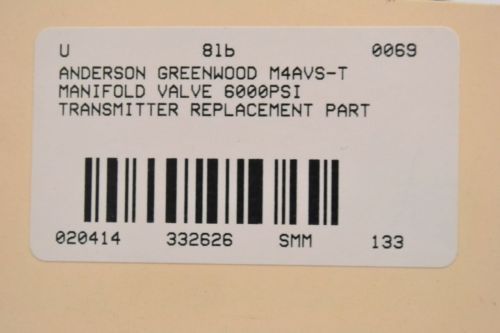 U 81b 0069
ANDERSON GREENWOOD M4AVS-T
MANIFOLD VALVE 6000PSI
TRANSMITTER REPLACEMENT PART
020414 332626 SMM 133